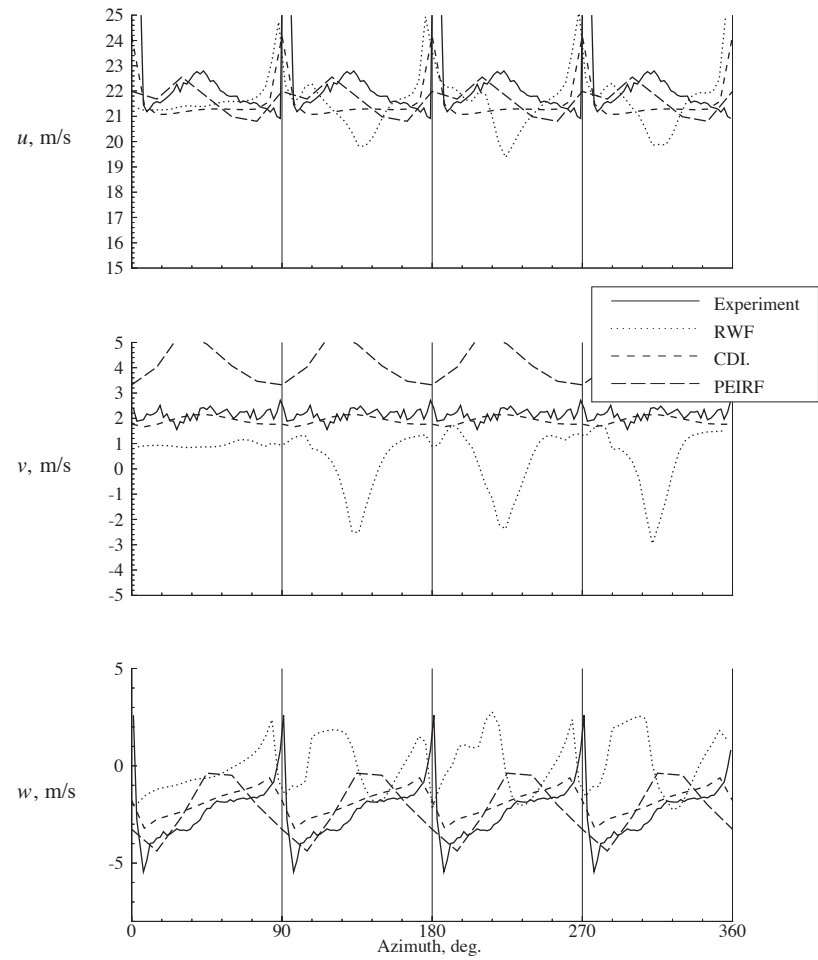 25
24
23
22
21
20
19
18
17
16
15
u, m/s
Experiment
RWF
CDI.
PEIRF
5
4
3
2
1
0
-1
-2
-3
-4
-5
v, m/s
5
0
-5
w, m/s
0 90 180 270 360
Azimuth, deg.